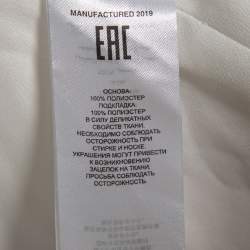 MANUFACTURED 2019
EAC
ОСНОВА:
100% ПОЛИЭСТЕР
ПОДКЛАДКА:
100% ПОЛИЭСТЕР
В СИЛУ ДЕЛИКАТНЫХ
СВОЙСТВ ТКАНИ,
НЕОБХОДИМО СОБЛЮДАТЬ
ОСТОРОЖНОСТЬ ПРИ
СТИРКЕ И НОСКЕ.
УКРАШЕНИЯ МОГУТ ПРИВЕСТИ
К ВОЗНИКНОВЕНИЮ
ЗАЦЕПОК НА ТКАНИ.
ПРОСЬБА СОБЛЮДАТЬ
ОСТОРОЖНОСТЬ.